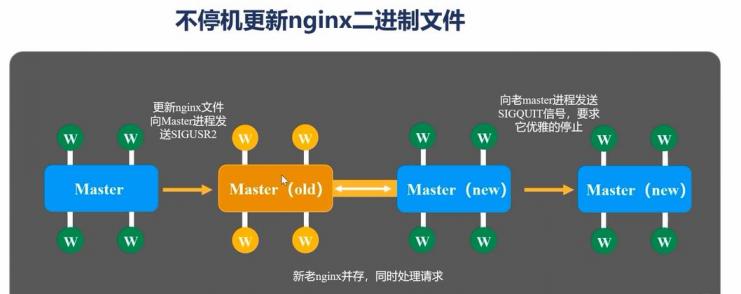 不停机更新nginx二进制文件
更新nginx文件
向Master进程发
送SIGUSR2
向老master进程发送
SIGQUIT信号，要求
它优雅的停止
W W W W W W W W
Master Master（old） Master（new） Master（new）
W W W W W W W W
新老nginx并存，同时处理请求